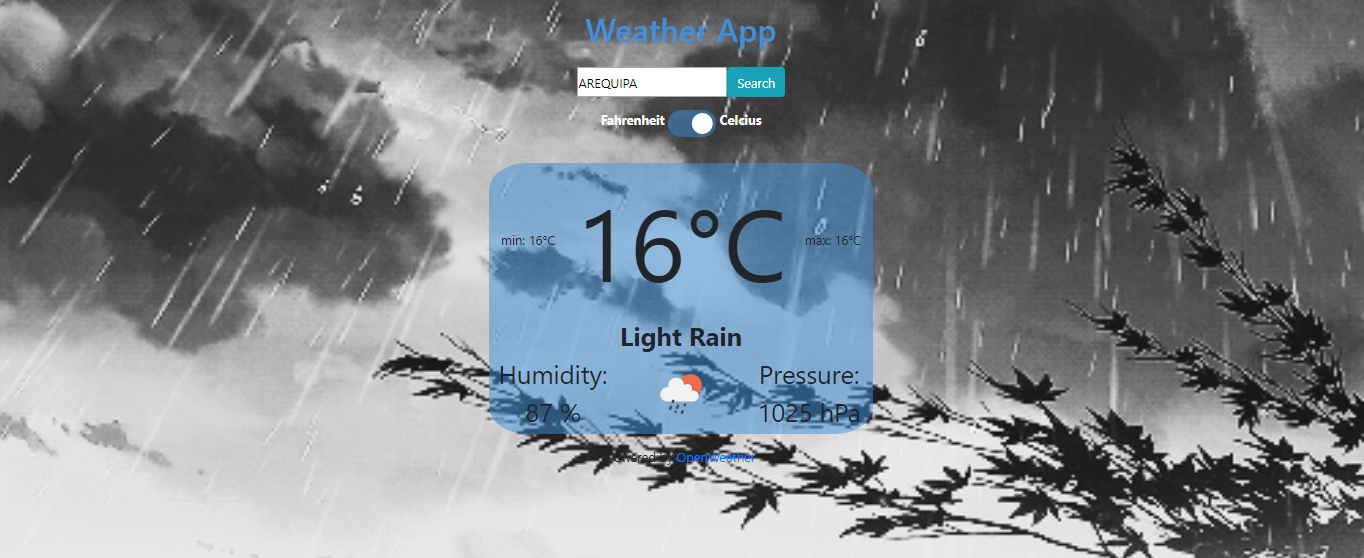 Weather App
AREQUIPA Search
Fahrenheit Celcius
min: 16°C 16°C max: 16°C
Light Rain
Humidity: Pressure:
87 % 1025 hPa
by OpenWeather